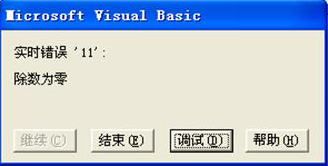 Microsoft Visual Basic
实时错误 '11':
除数为零
继续(C)
结束(E)
调试(D)
帮助(H)